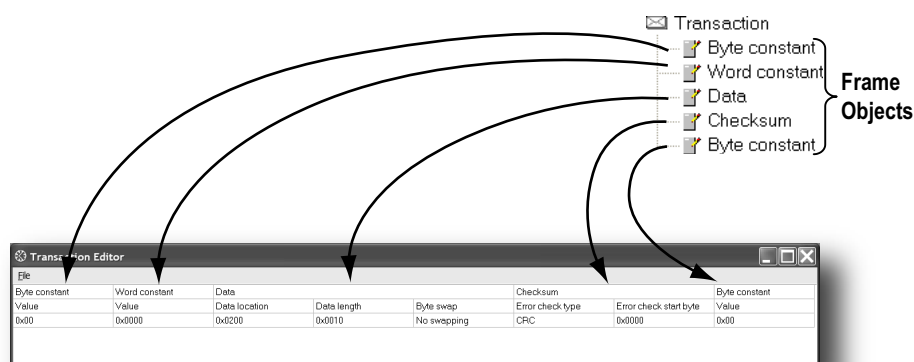 Transaction
Byte constant
Word constant
Data
Checksum
Byte constant
Frame
Objects
Transaction Editor
File
Byte constant Word constant Data Checksum Byte constant
Value Value Data location Data length Byte swap Error check type Error check start byte Value
0x00 0x0000 0x0200 0x0010 No swapping CRC 0x0000 0x00